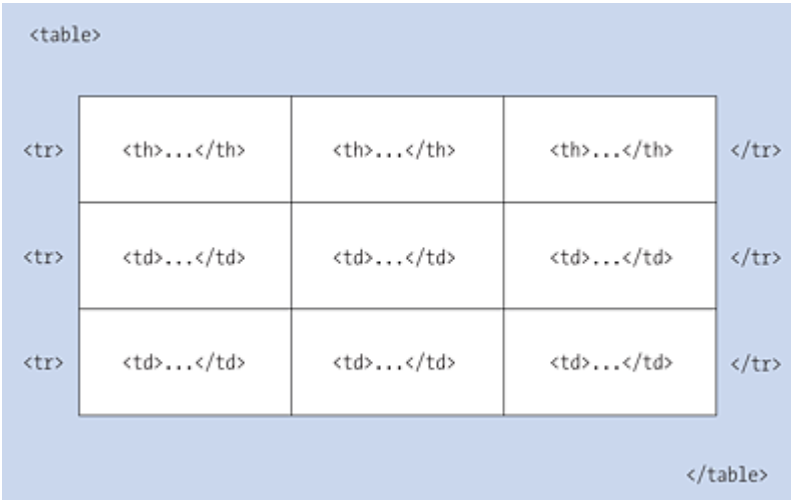 <table>
<tr> <th>...</th> <th>...</th> <th>...</th> </tr>
<tr> <td>...</td> <td>...</td> <td>...</td> </tr>
<tr> <td>...</td> <td>...</td> <td>...</td> </tr>
</table>